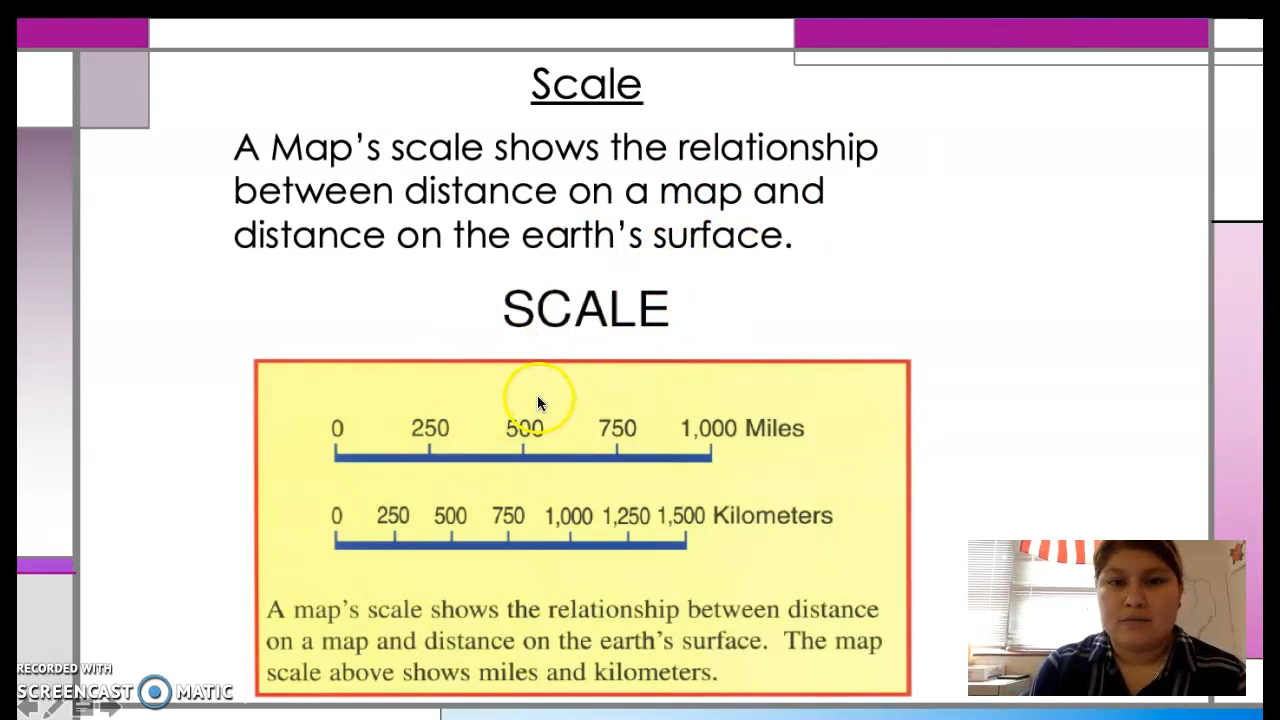 Scale
A Map’s scale shows the relationship
between distance on a map and
distance on the earth’s surface.
SCALE
0 250 500 750 1,000 Miles
0 250 500 750 1,000 1,250 1,500 Kilometers
A map’s scale shows the relationship between distance
on a map and distance on the earth’s surface. The map
scale above shows miles and kilometers.
RECORDED WITH
SCREENCAST MATIC